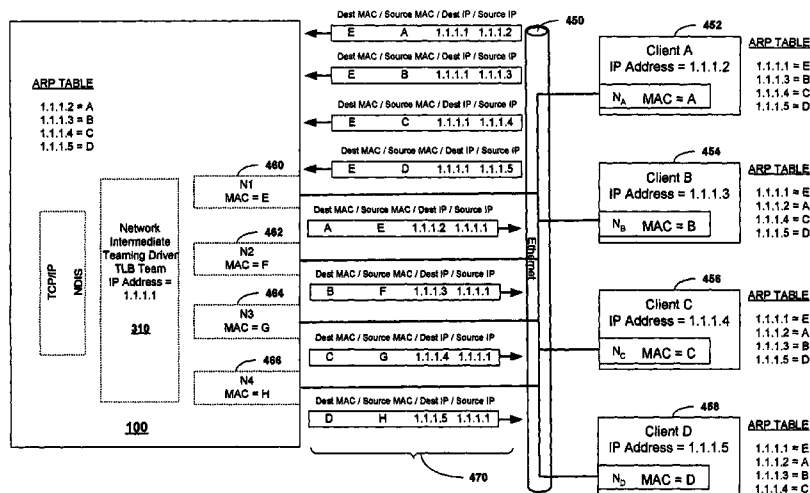 Dest MAC / Source MAC / Dest IP / Source IP
E A 1.1.1.1 1.1.1.2
Dest MAC / Source MAC / Dest IP / Source IP
E B 1.1.1.1 1.1.1.3
Dest MAC / Source MAC / Dest IP / Source IP
E C 1.1.1.1 1.1.1.4
Dest MAC / Source MAC / Dest IP / Source IP
E D 1.1.1.1 1.1.1.5
ARP TABLE
1.1.1.2 = A
1.1.1.3 = B
1.1.1.4 = C
1.1.1.5 = D
TCP/IP
NDIS
Network
Intermediate
Teaming Driver
TLB Team
IP Address =
1.1.1.1
310
100
460
N1
MAC = E
462
N2
MAC = F
464
N3
MAC = G
466
N4
MAC = H
Dest MAC / Source MAC / Dest IP / Source IP
A E 1.1.1.2 1.1.1.1
Dest MAC / Source MAC / Dest IP / Source IP
B F 1.1.1.3 1.1.1.1
Dest MAC / Source MAC / Dest IP / Source IP
C G 1.1.1.4 1.1.1.1
Dest MAC / Source MAC / Dest IP / Source IP
D H 1.1.1.5 1.1.1.1
470
450
Ethernet
452
Client A
IP Address = 1.1.1.2
NA MAC = A
ARP TABLE
1.1.1.1 = E
1.1.1.3 = B
1.1.1.4 = C
1.1.1.5 = D
454
Client B
IP Address = 1.1.1.3
NB MAC = B
ARP TABLE
1.1.1.1 = E
1.1.1.2 = A
1.1.1.4 = C
1.1.1.5 = D
456
Client C
IP Address = 1.1.1.4
NC MAC = C
ARP TABLE
1.1.1.1 = E
1.1.1.2 = A
1.1.1.3 = B
1.1.1.5 = D
458
Client D
IP Address = 1.1.1.5
ND MAC = D
ARP TABLE
1.1.1.1 = E
1.1.1.2 = A
1.1.1.3 = B
1.1.1.4 = C